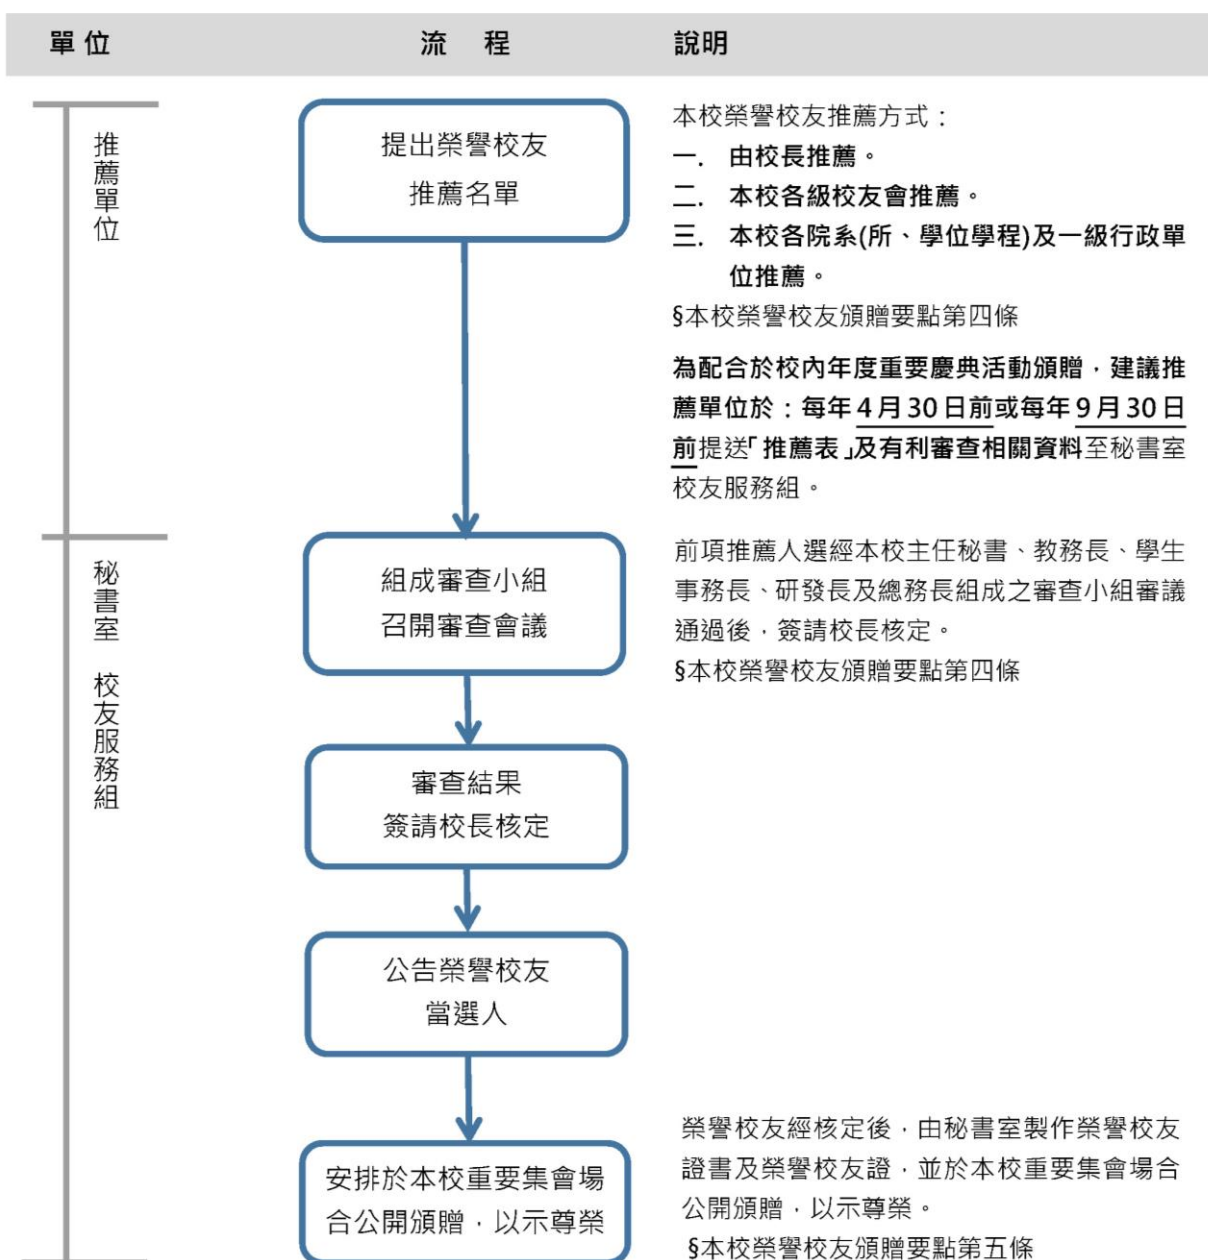 單位 流 程 說明
推薦單位
提出榮譽校友
推薦名單
本校榮譽校友推薦方式：
一. 由校長推薦。
二. 本校各級校友會推薦。
三. 本校各院系(所、學位學程)及一級行政單
位推薦。
§本校榮譽校友頒贈要點第四條
為配合於校內年度重要慶典活動頒贈，建議推
薦單位於：每年4月30日前或每年9月30日
前提送「推薦表」及有利審查相關資料至秘書室
校友服務組。
秘書室 校友服務組
組成審查小組
召開審查會議
前項推薦人選經本校主任秘書、教務長、學生
事務長、研發長及總務長組成之審查小組審議
通過後，簽請校長核定。
§本校榮譽校友頒贈要點第四條
審查結果
簽請校長核定
公告榮譽校友
當選人
安排於本校重要集會場
合公開頒贈，以示尊榮
榮譽校友經核定後，由秘書室製作榮譽校友
證書及榮譽校友證，並於本校重要集會場合
公開頒贈，以示尊榮。
§本校榮譽校友頒贈要點第五條